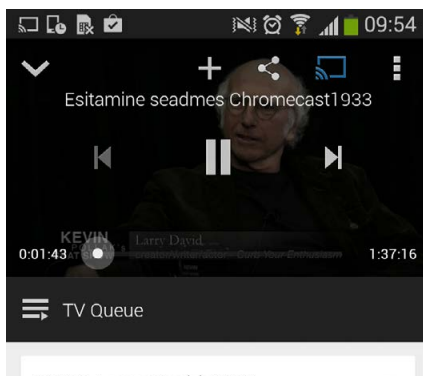 09:54
Esitamine seadmes Chromecast1933
KEVIN
Larry David,
0:01:43
1:37:16
TV Queue